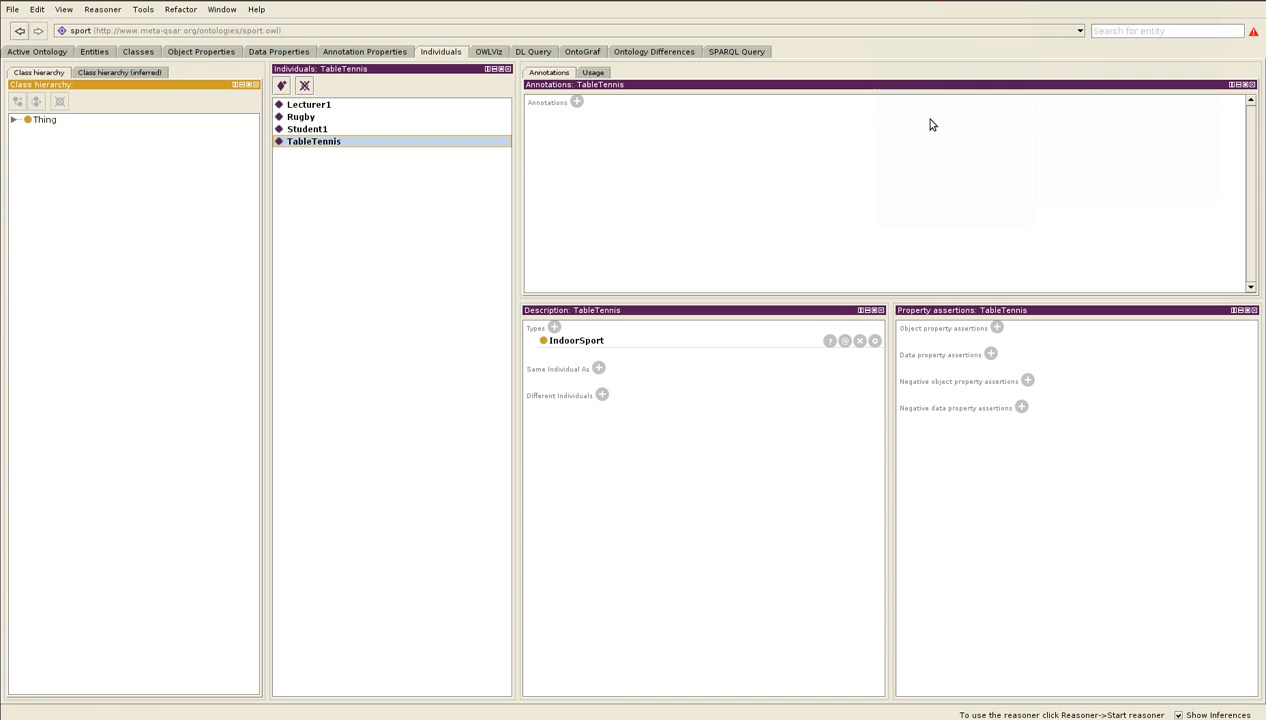 File Edit View Reasoner Tools Refactor Window Help
sport (http://www.meta-qsar.org/ontologies/sport.owl)
Search for entity
Active Ontology Entities Classes Object Properties Data Properties Annotation Properties Individuals OWLViz DL Query OntoGraf Ontology Differences SPARQL Query
Class hierarchy Class hierarchy (inferred)
Class hierarchy:
Thing
Individuals: TableTennis
Lecturer1
Rugby
Student1
TableTennis
Annotations Usage
Annotations: TableTennis
Annotations
Description: TableTennis
Types
IndoorSport
Same Individual As
Different Individuals
Property assertions: TableTennis
Object property assertions
Data property assertions
Negative object property assertions
Negative data property assertions
To use the reasoner click Reasoner->Start reasoner Show Inferences